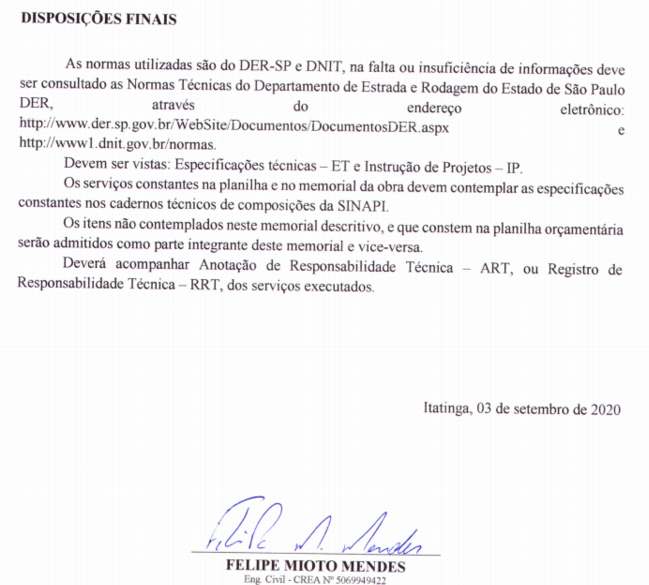 DISPOSIÇÕES FINAIS
As normas utilizadas são do DER-SP e DNIT, na falta ou insuficiência de informações deve
ser consultado as Normas Técnicas do Departamento de Estrada e Rodagem do Estado de São Paulo
DER, através do endereço eletrônico:
http://www.der.sp.gov.br/WebSite/Documentos/DocumentosDER.aspx e
http://www1.dnit.gov.br/normas.
Devem ser vistas: Especificações técnicas – ET e Instrução de Projetos – IP.
Os serviços constantes na planilha e no memorial da obra devem contemplar as especificações
constantes nos cadernos técnicos de composições da SINAPI.
Os itens não contemplados neste memorial descritivo, e que constem na planilha orçamentária
serão admitidos como parte integrante deste memorial e vice-versa.
Deverá acompanhar Anotação de Responsabilidade Técnica – ART, ou Registro de
Responsabilidade Técnica – RRT, dos serviços executados.
Itatinga, 03 de setembro de 2020
Felipe M. Mendes
FELIPE MIOTO MENDES
Eng. Civil - CREA Nº 5069949422